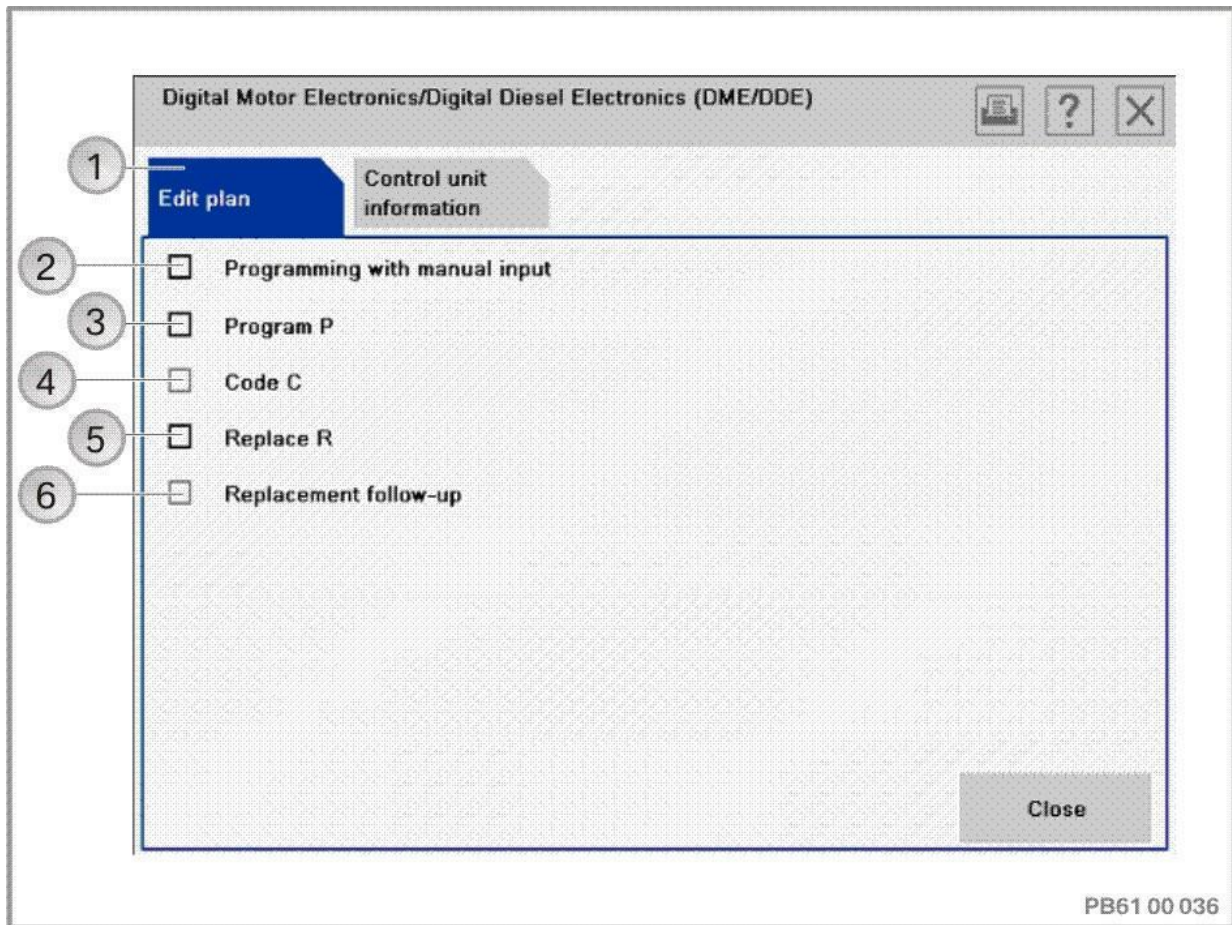 Digital Motor Electronics/Digital Diesel Electronics (DME/DDE)
?
1
Edit plan
Control unit
information
2
Programming with manual input
3
Program P
4
Code C
5
Replace R
6
Replacement follow-up
Close
PB61 00 036